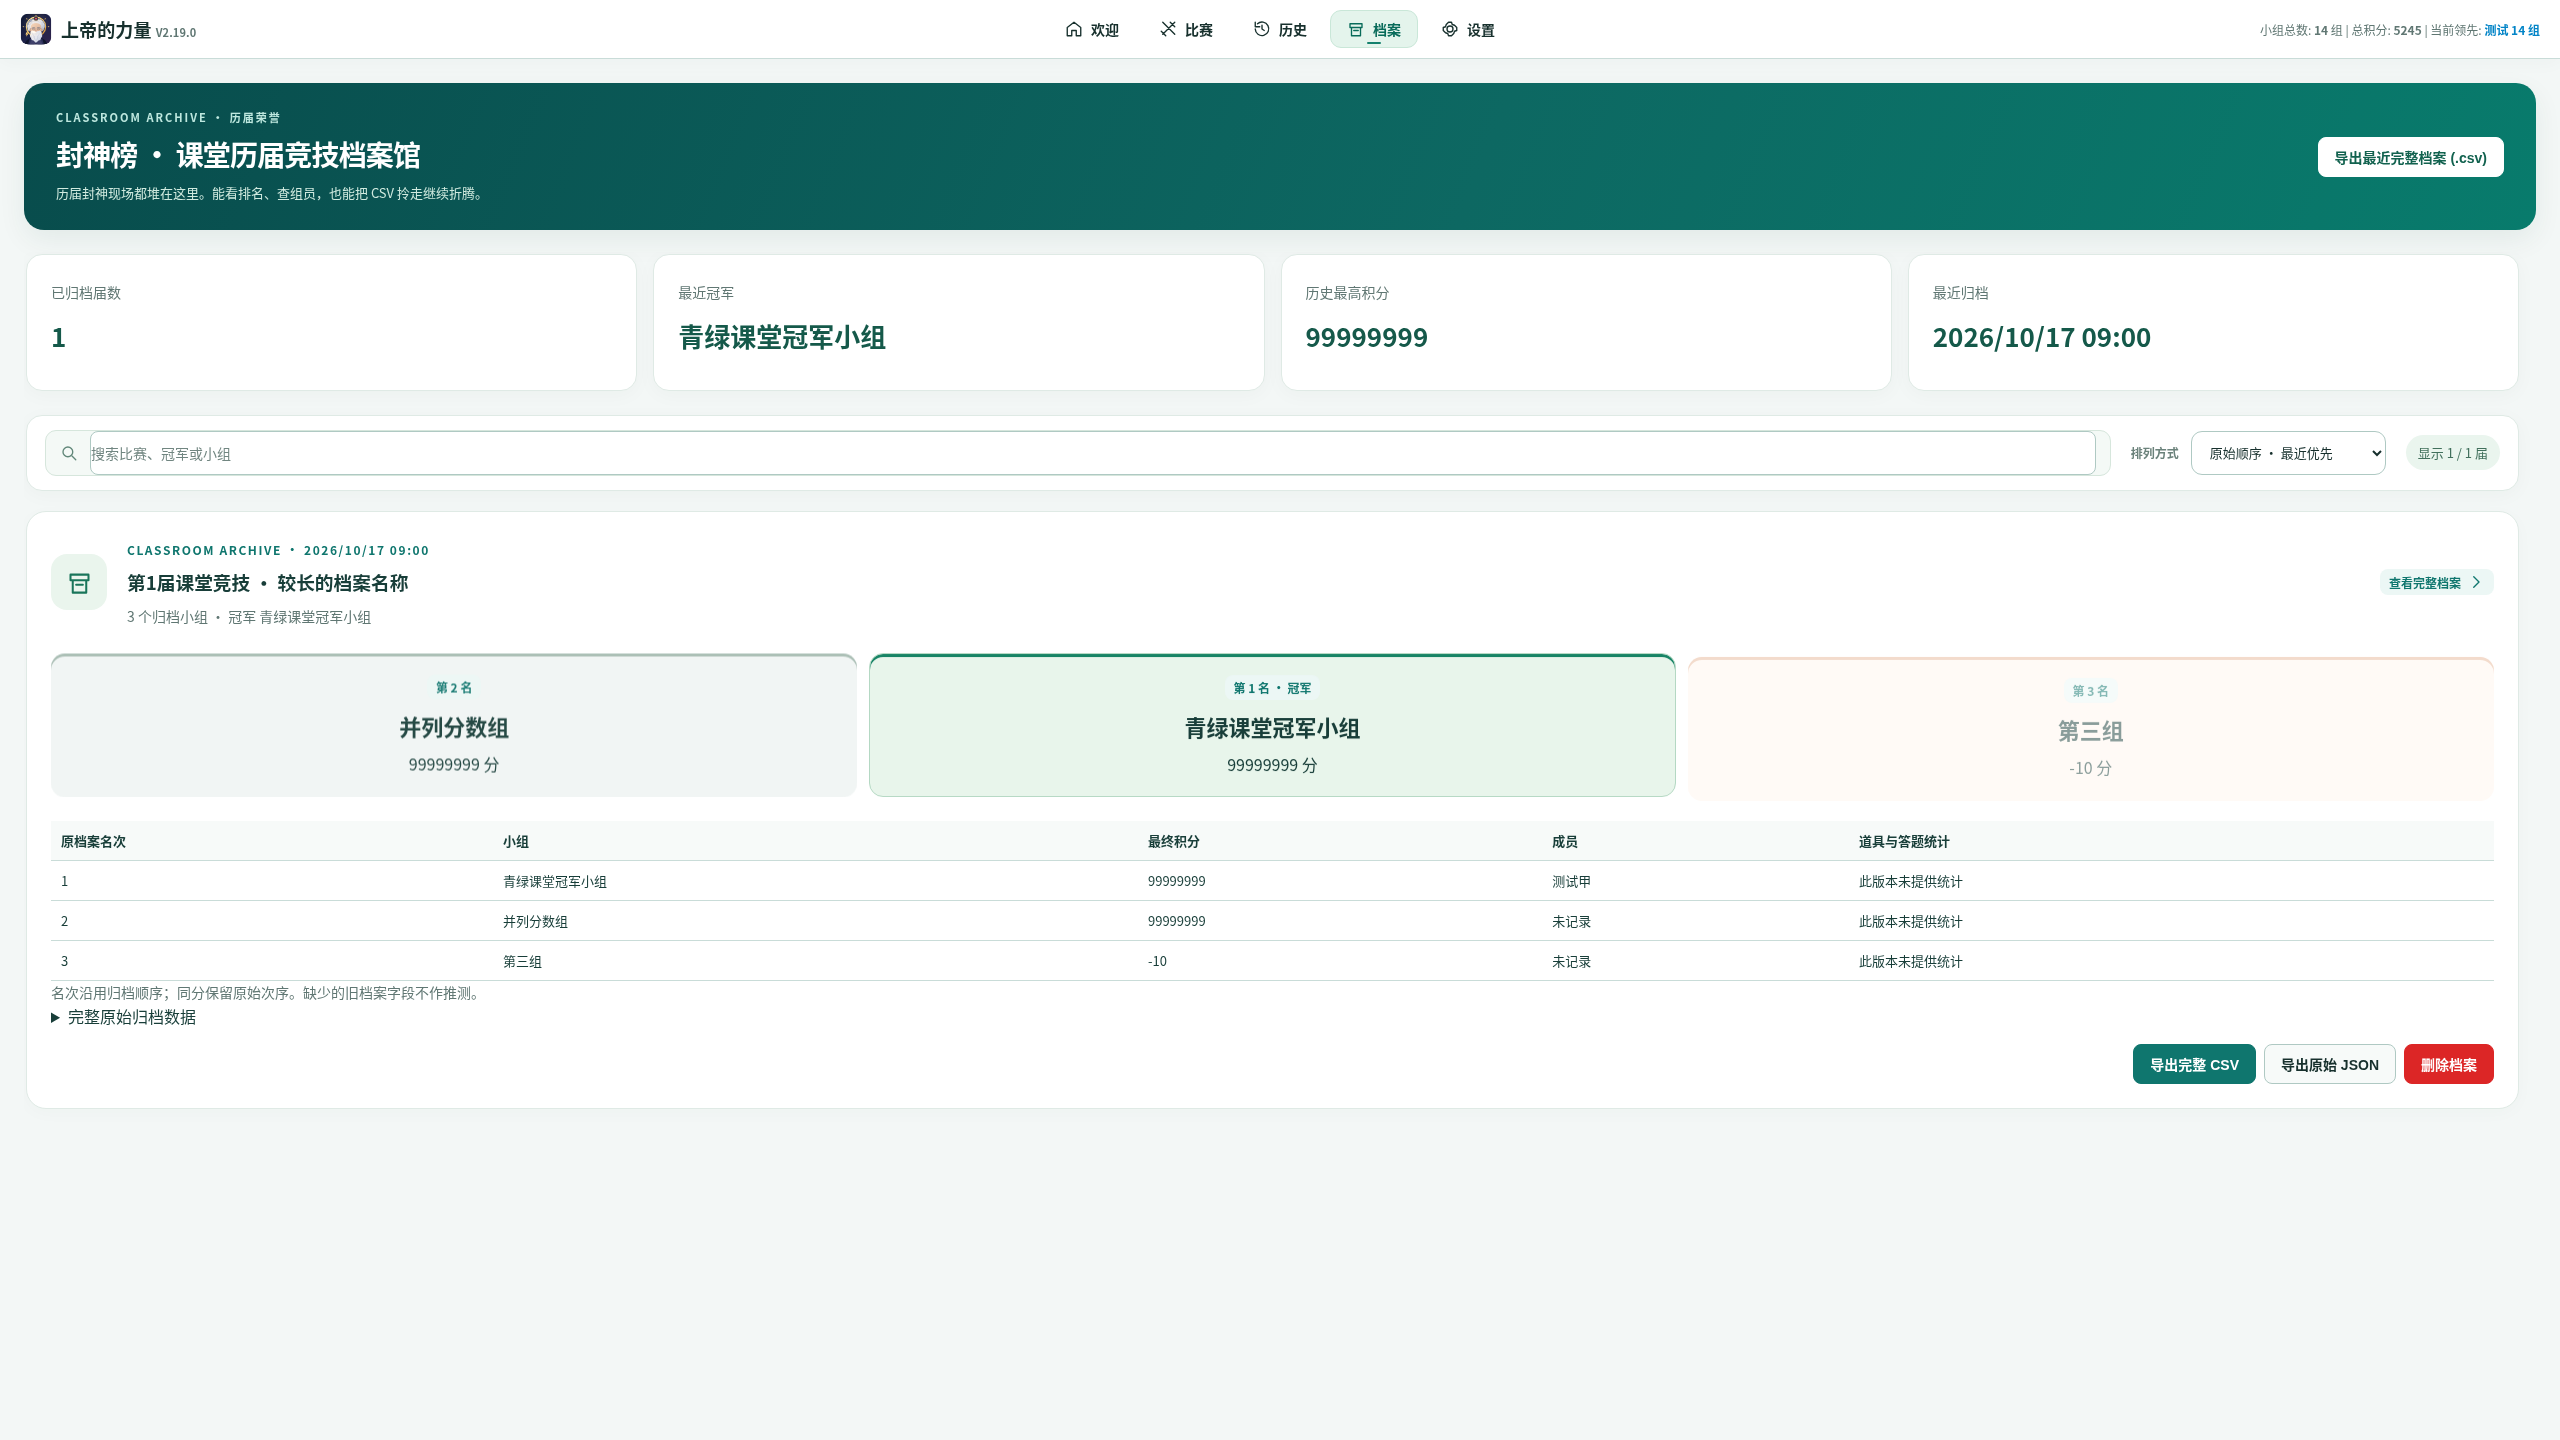 上帝的力量 V2.19.0
欢迎 比赛 历史 档案 设置
小组总数: 14 组 | 总积分: 5245 | 当前领先: 测试 14 组
CLASSROOM ARCHIVE · 历届荣誉
封神榜 · 课堂历届竞技档案馆
历届封神现场都堆在这里。能看排名、查组员，也能把 CSV 拎走继续折腾。
导出最近完整档案 (.csv)
已归档届数
1
最近冠军
青绿课堂冠军小组
历史最高积分
99999999
最近归档
2026/10/17 09:00
搜索比赛、冠军或小组
排列方式 原始顺序 · 最近优先 显示 1 / 1 届
CLASSROOM ARCHIVE · 2026/10/17 09:00
第1届课堂竞技 · 较长的档案名称
3 个归档小组 · 冠军 青绿课堂冠军小组
查看完整档案
第 2 名
并列分数组
99999999 分
第 1 名 · 冠军
青绿课堂冠军小组
99999999 分
第 3 名
第三组
-10 分
原档案名次 小组 最终积分 成员 道具与答题统计
1 青绿课堂冠军小组 99999999 测试甲 此版本未提供统计
2 并列分数组 99999999 未记录 此版本未提供统计
3 第三组 -10 未记录 此版本未提供统计
名次沿用归档顺序；同分保留原始次序。缺少的旧档案字段不作推测。
完整原始归档数据
导出完整 CSV 导出原始 JSON 删除档案